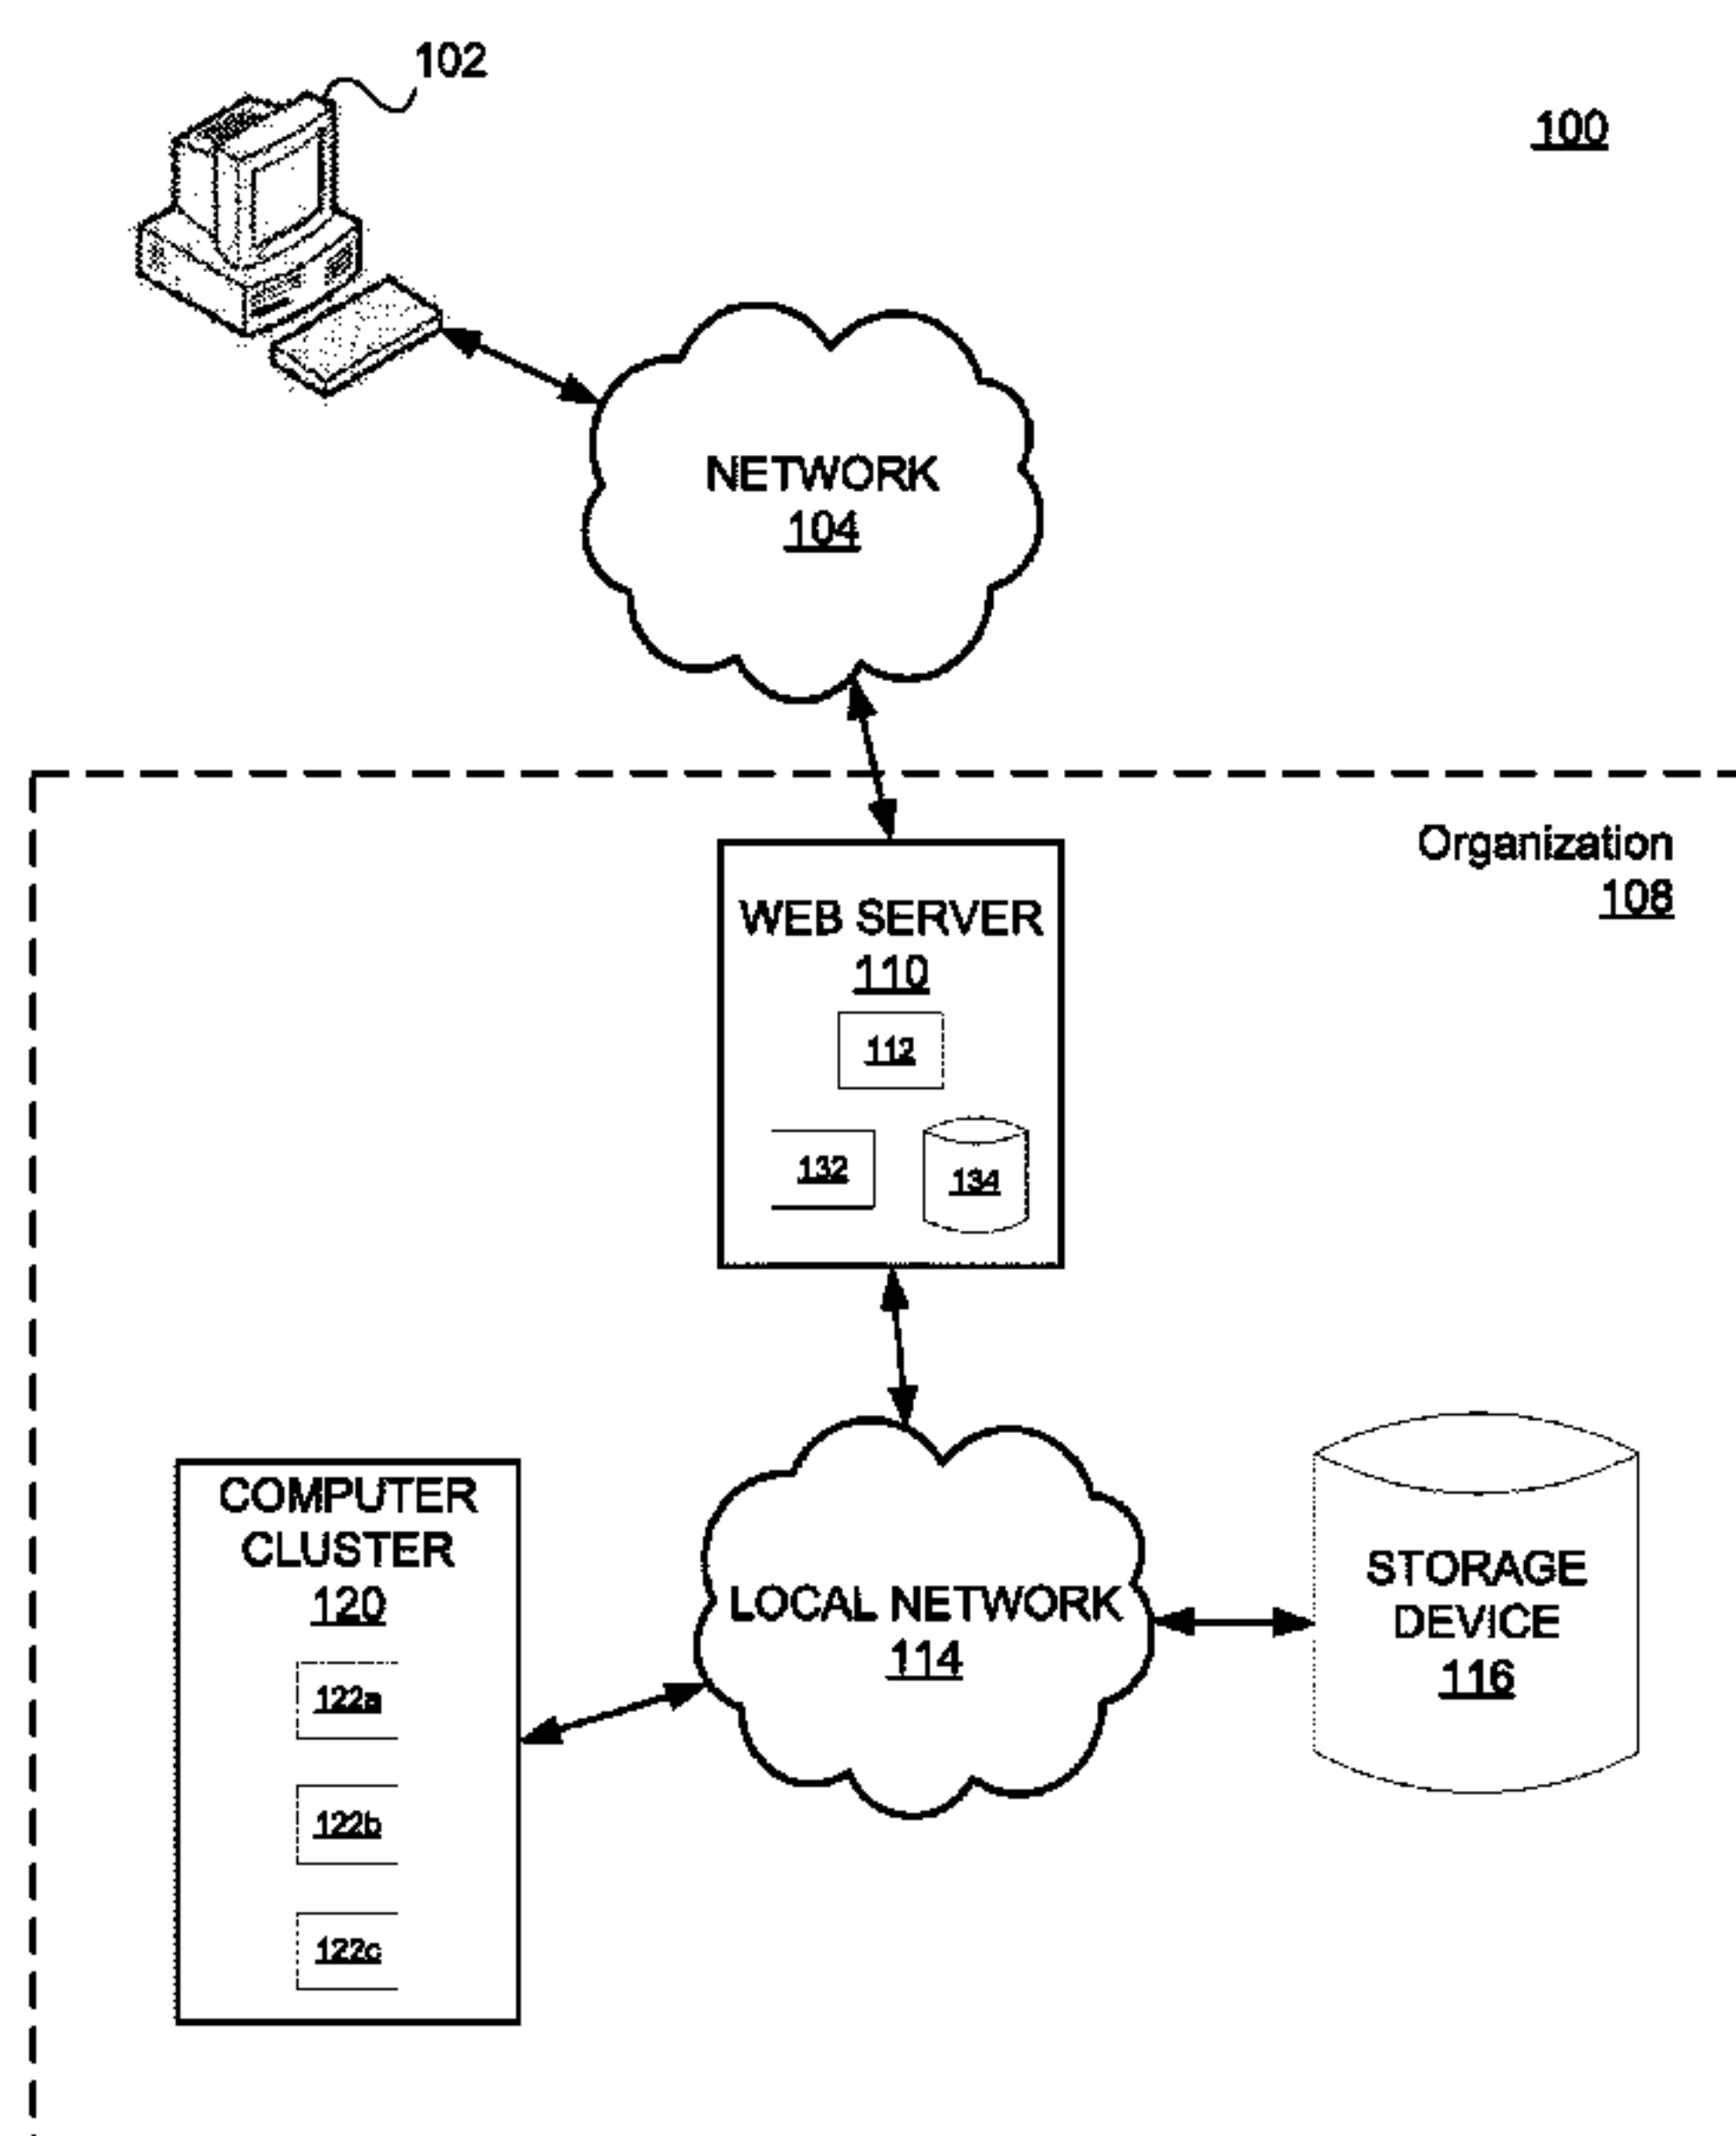 102
100
NETWORK
104
Organization
108
WEB SERVER
110
112
132
134
COMPUTER
CLUSTER
120
122a
122b
122c
LOCAL NETWORK
114
STORAGE
DEVICE
116